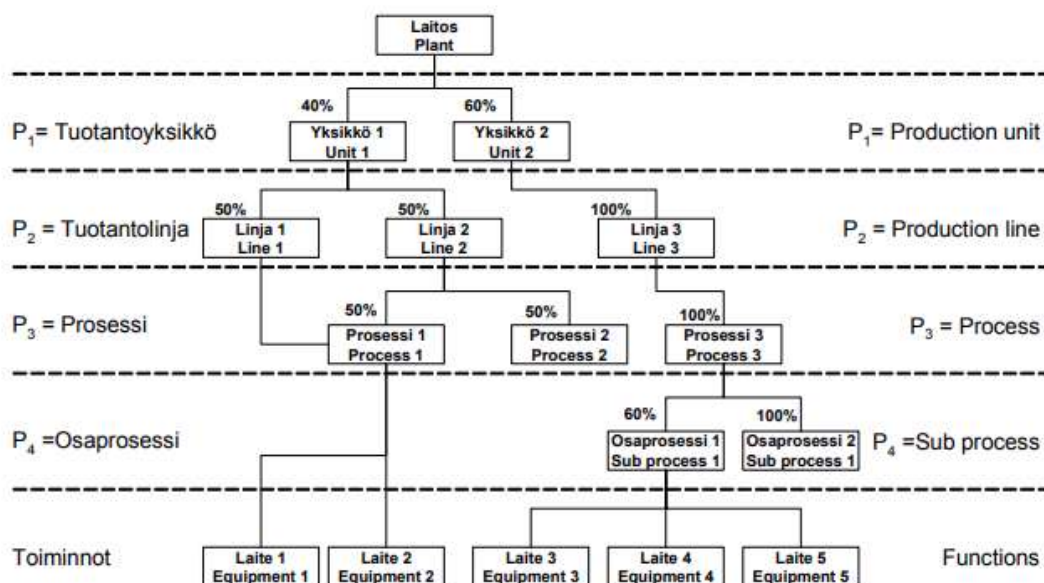 Laitos
Plant
40%
60%
P₁= Tuotantoyksikkö
Yksikkö 1
Unit 1
Yksikkö 2
Unit 2
P₁= Production unit
50%
50%
100%
P₂ = Tuotantolinja
Linja 1
Line 1
Linja 2
Line 2
Linja 3
Line 3
P₂ = Production line
50%
50%
100%
P₃ = Prosessi
Prosessi 1
Process 1
Prosessi 2
Process 2
Prosessi 3
Process 3
P₃ = Process
60%
100%
P₄ =Osaprosessi
Osaprosessi 1
Sub process 1
Osaprosessi 2
Sub process 1
P₄ =Sub process
Toiminnot
Laite 1
Equipment 1
Laite 2
Equipment 2
Laite 3
Equipment 3
Laite 4
Equipment 4
Laite 5
Equipment 5
Functions